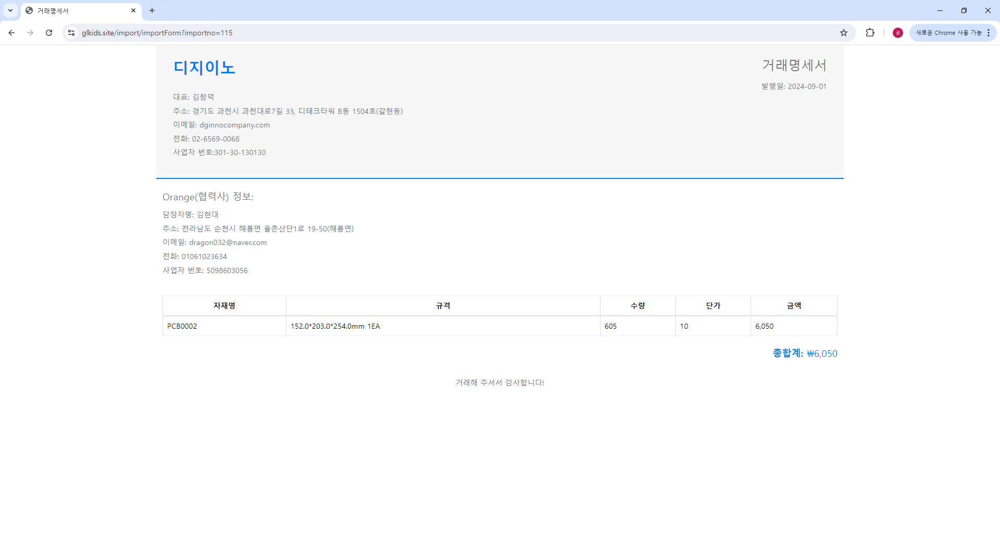 거래명세서
glkids.site/import/importForm?importno=115
곰
새로운 Chrome 사용 가능
디지이노
거래명세서
발행일: 2024-09-01
대표: 김창덕
주소: 경기도 과천시 과천대로7길 33, 디테크타워 B동 1504호(갈현동)
이메일: dginnocompany.com
전화: 02-6569-0068
사업자 번호:301-30-130130
Orange(협력사) 정보:
담장자명: 김현대
주소: 전라남도 순천시 해룡면 율촌산단1로 19-50(해룡면)
이메일: dragon032@naver.com
전화: 01061023634
사업자 번호: 5098603056
자재명 규격 수량 단가 금액
PCB0002 152.0*203.0*254.0mm 1EA 605 10 6,050
총합계: ₩6,050
거래해 주셔서 감사합니다!